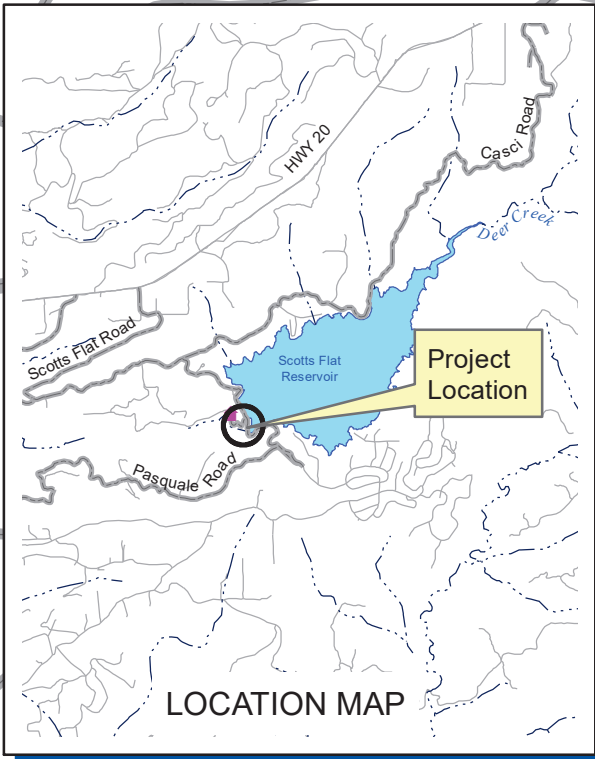 HWY 20
Casci Road
Deer Creek
Scotts Flat Road
Scotts Flat
Reservoir
Project
Location
Pasquale Road
LOCATION MAP